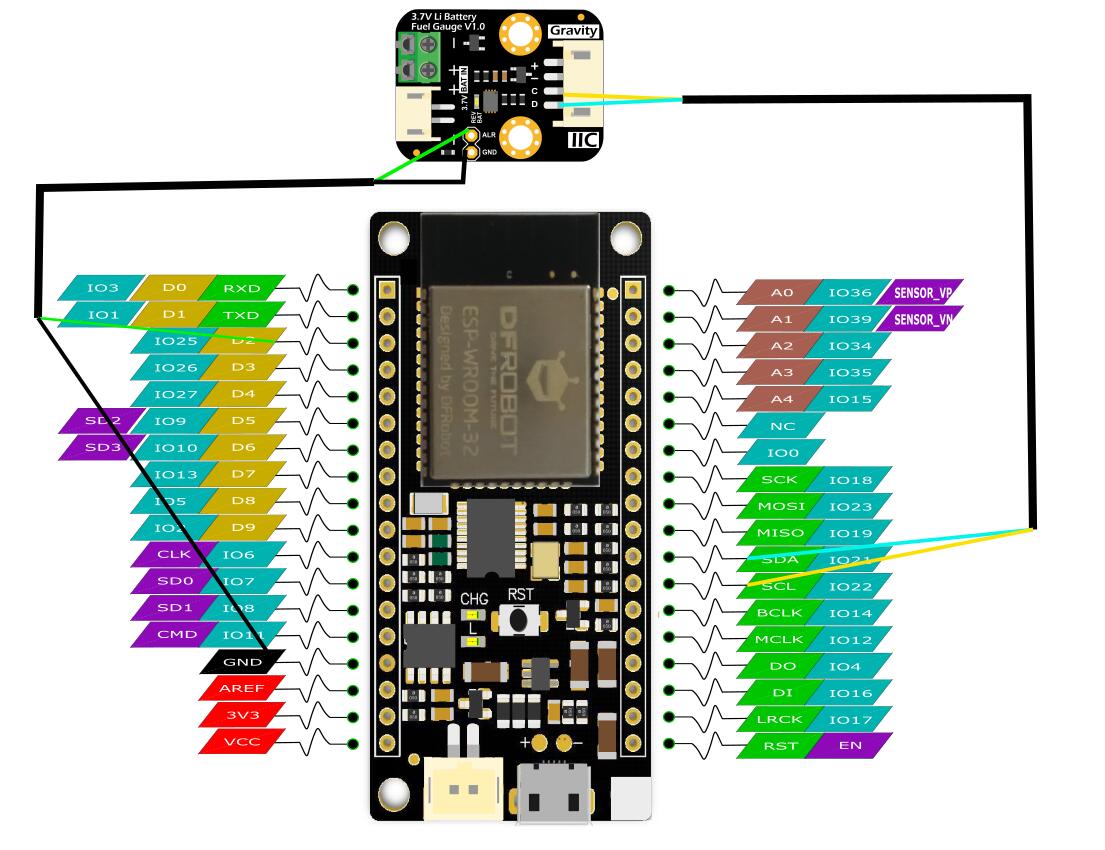 3.7V Li Battery
Fuel Gauge V1.0
Gravity
+
−
C
D
IIC
−
+
+
BAT IN
3.7V
REV
BAT
ALR
GND
IO3 D0 RXD
IO1 D1 TXD
IO25 D2
IO26 D3
IO27 D4
SD2 IO9 D5
SD3 IO10 D6
IO13 D7
IO5 D8
IO2 D9
CLK IO6
SD0 IO7
SD1 IO8
CMD IO11
GND
AREF
3V3
VCC
DFROBOT
DRIVE THE FUTURE
ESP-WROOM-32
Designed by DFRobot
CHG
RST
L
+
−
A0 IO36 SENSOR_VP
A1 IO39 SENSOR_VN
A2 IO34
A3 IO35
A4 IO15
NC
IO0
SCK IO18
MOSI IO23
MISO IO19
SDA IO21
SCL IO22
BCLK IO14
MCLK IO12
DO IO4
DI IO16
LRCK IO17
RST EN